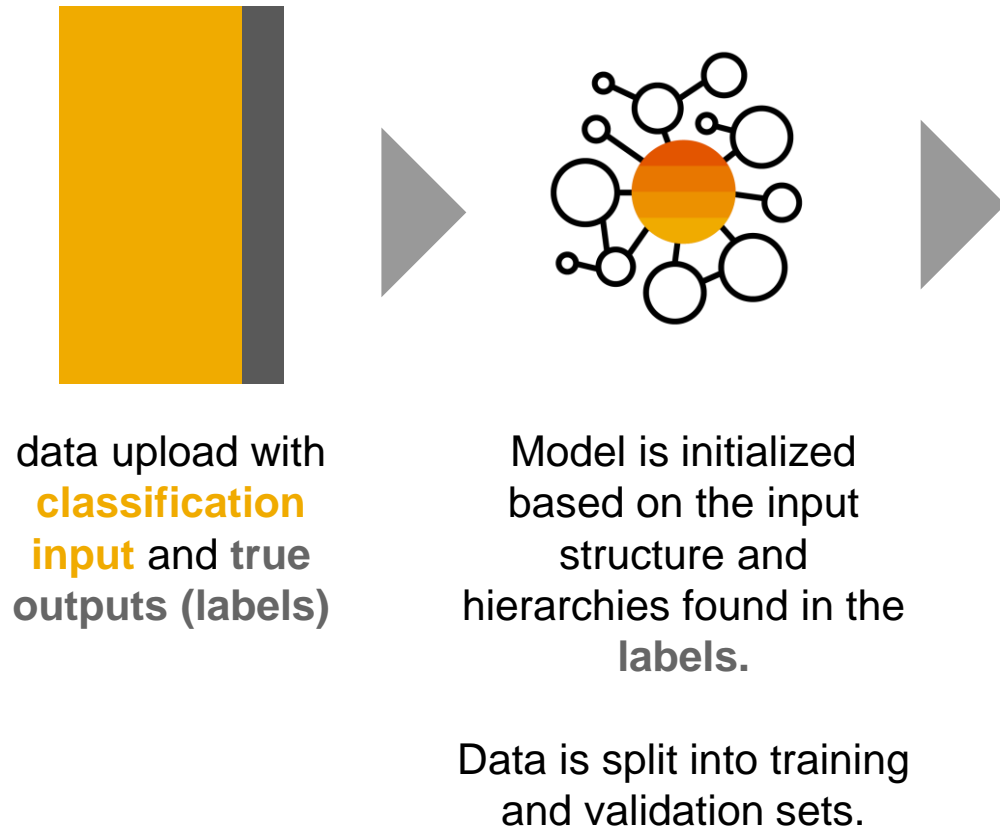 data upload with
classification
input and true
outputs (labels)
Model is initialized
based on the input
structure and
hierarchies found in the
labels.
Data is split into training
and validation sets.